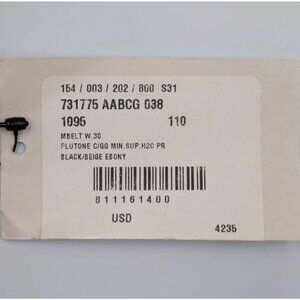 154 / 003 / 202 / 800 S31
731775 AABCG 038
1095 110
MBELT W.30
PLUTONE C/GG MIN.SUP.H2O PR
BLACK/BEIGE EBONY
811161400
USD
4235